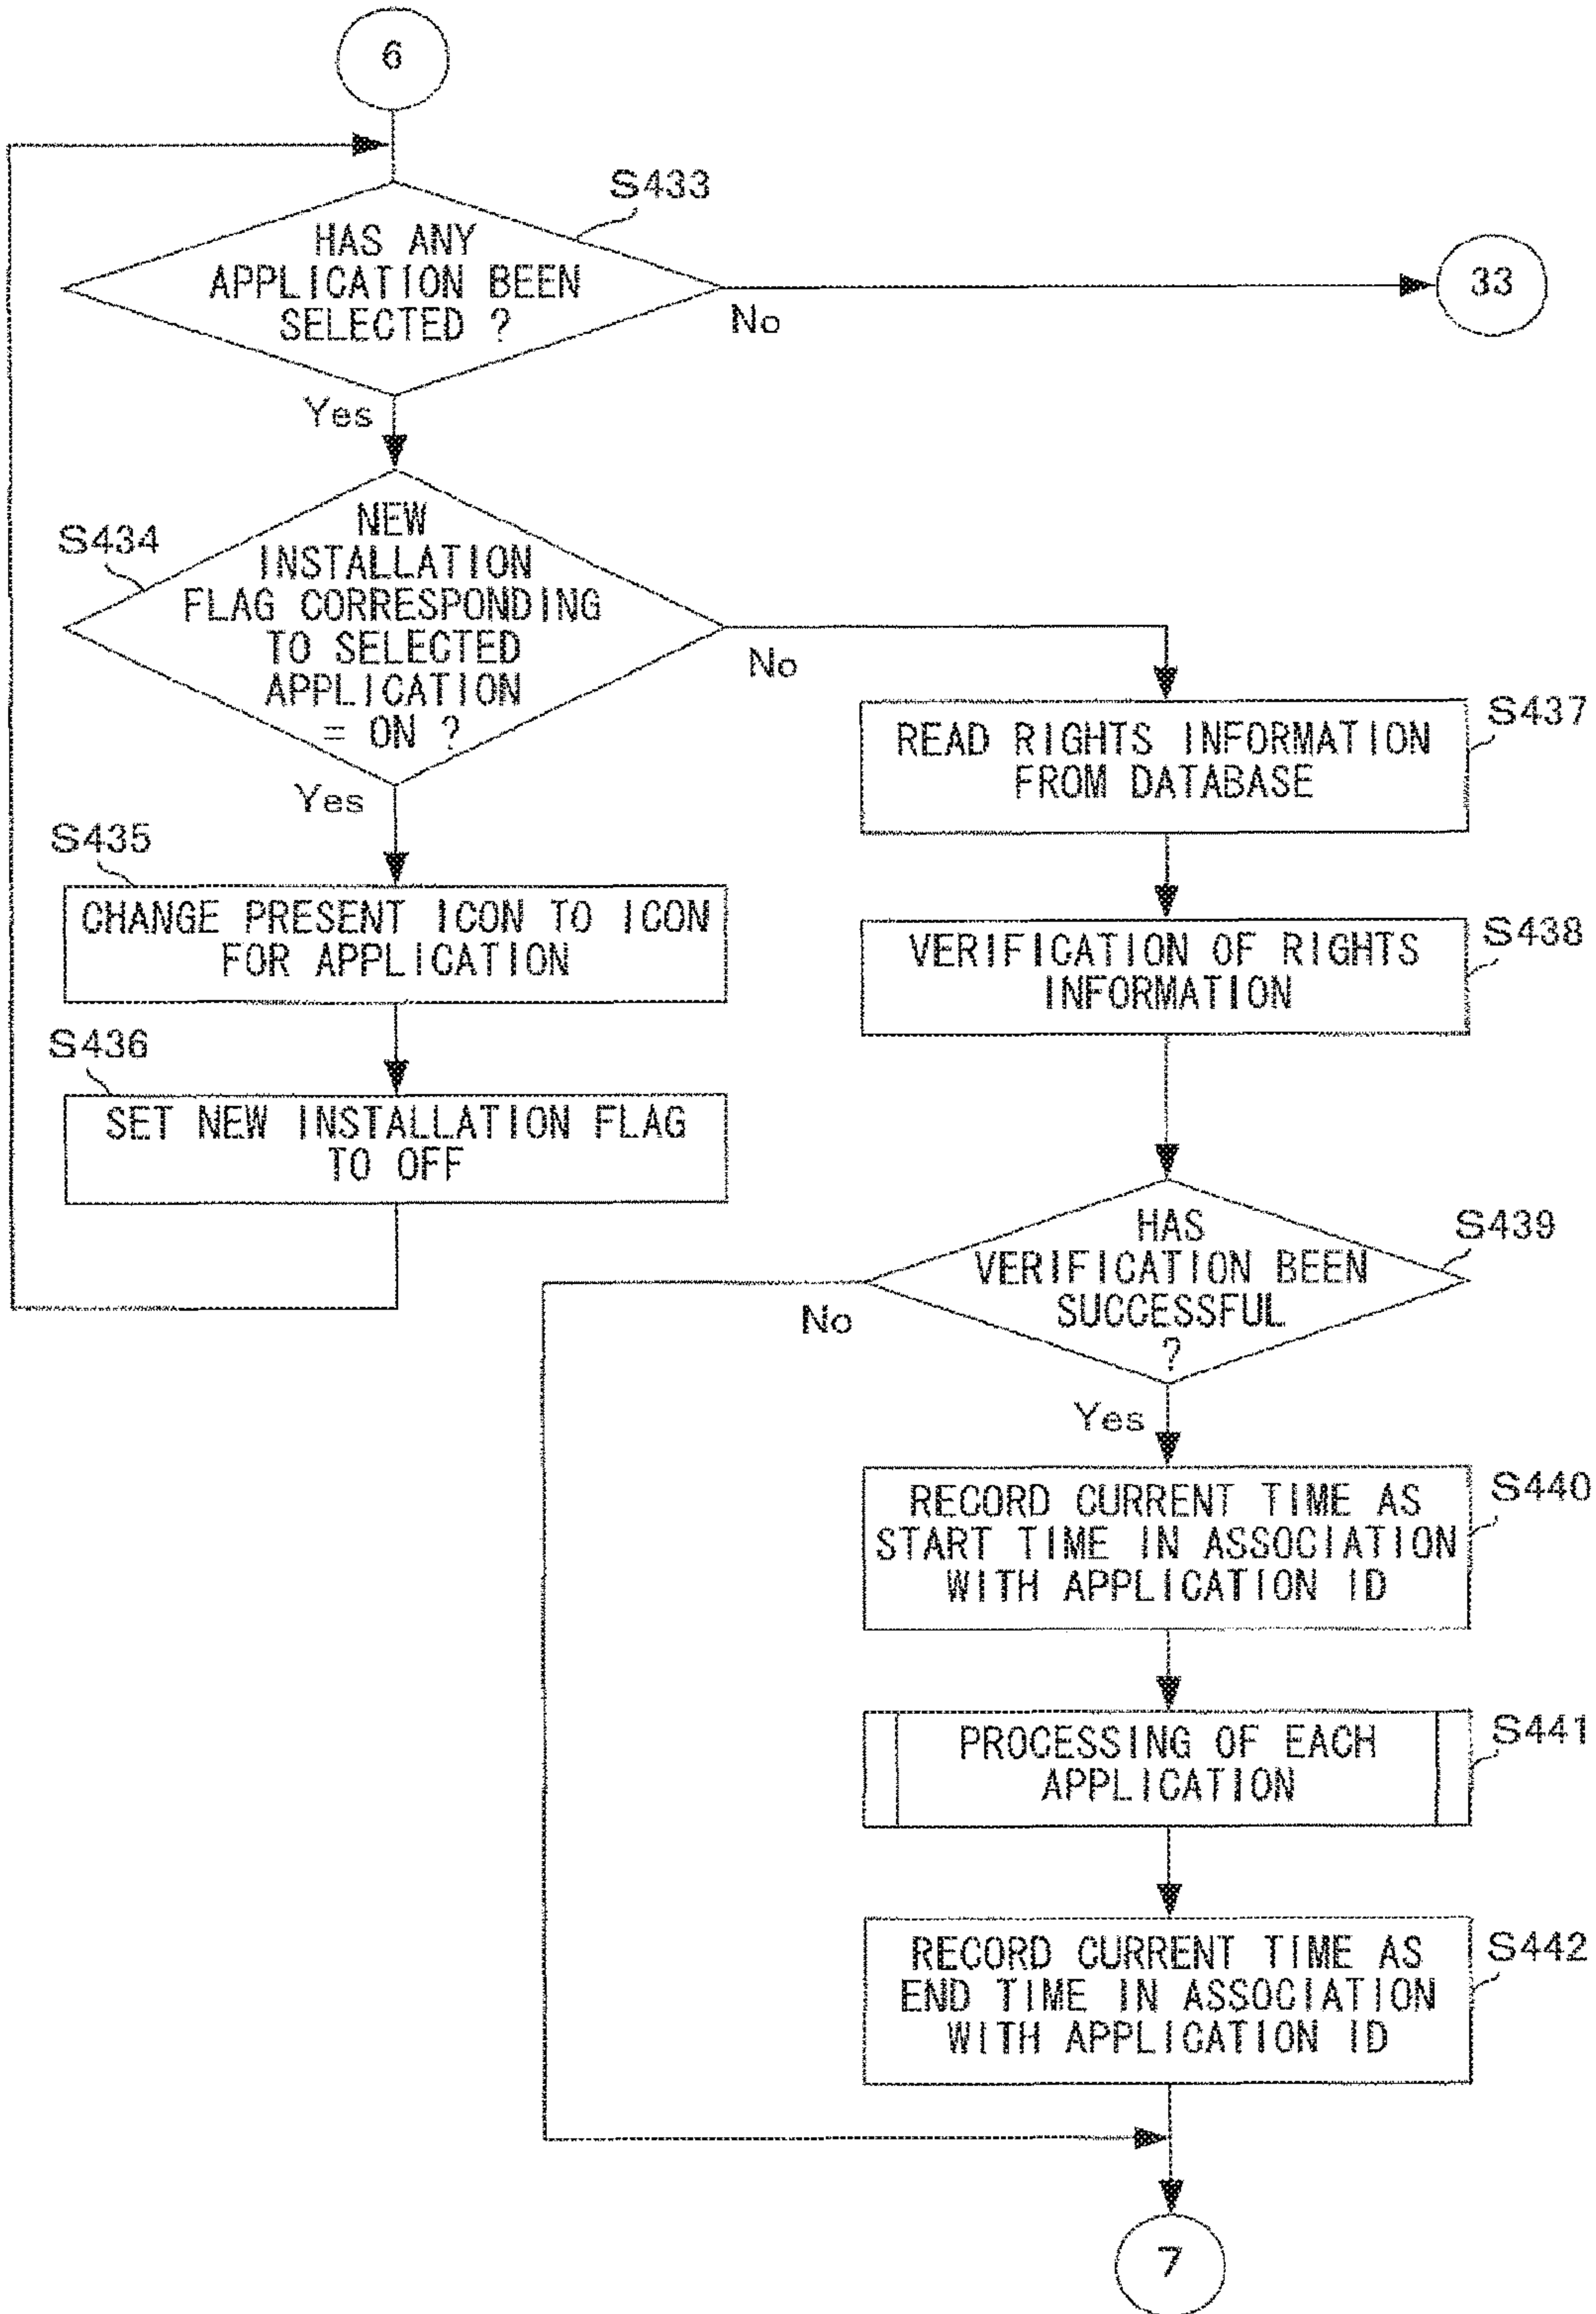 6
S433
HAS ANY
APPLICATION BEEN
SELECTED ?
No
33
Yes
S434
NEW
INSTALLATION
FLAG CORRESPONDING
TO SELECTED
APPLICATION
= ON ?
No
Yes
S435
CHANGE PRESENT ICON TO ICON
FOR APPLICATION
S436
SET NEW INSTALLATION FLAG
TO OFF
S437
READ RIGHTS INFORMATION
FROM DATABASE
S438
VERIFICATION OF RIGHTS
INFORMATION
S439
HAS
VERIFICATION BEEN
SUCCESSFUL
?
No
Yes
S440
RECORD CURRENT TIME AS
START TIME IN ASSOCIATION
WITH APPLICATION ID
S441
PROCESSING OF EACH
APPLICATION
S442
RECORD CURRENT TIME AS
END TIME IN ASSOCIATION
WITH APPLICATION ID
7